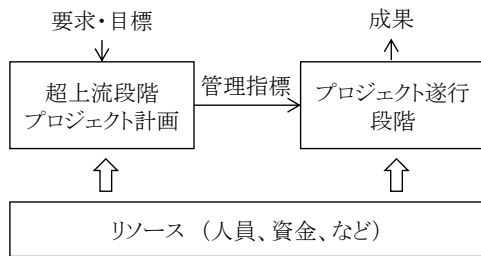 要求・目標
成果
超上流段階
プロジェクト計画
管理指標
プロジェクト遂行
段階
リソース （人員、資金、など）